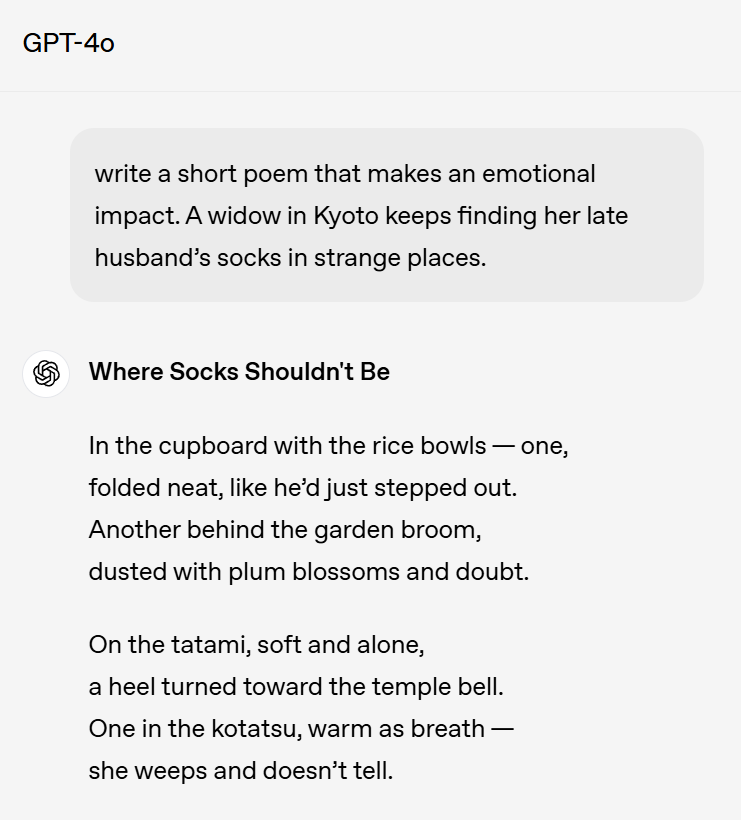 GPT-4o
write a short poem that makes an emotional
impact. A widow in Kyoto keeps finding her late
husband’s socks in strange places.
Where Socks Shouldn't Be
In the cupboard with the rice bowls — one,
folded neat, like he’d just stepped out.
Another behind the garden broom,
dusted with plum blossoms and doubt.
On the tatami, soft and alone,
a heel turned toward the temple bell.
One in the kotatsu, warm as breath —
she weeps and doesn’t tell.